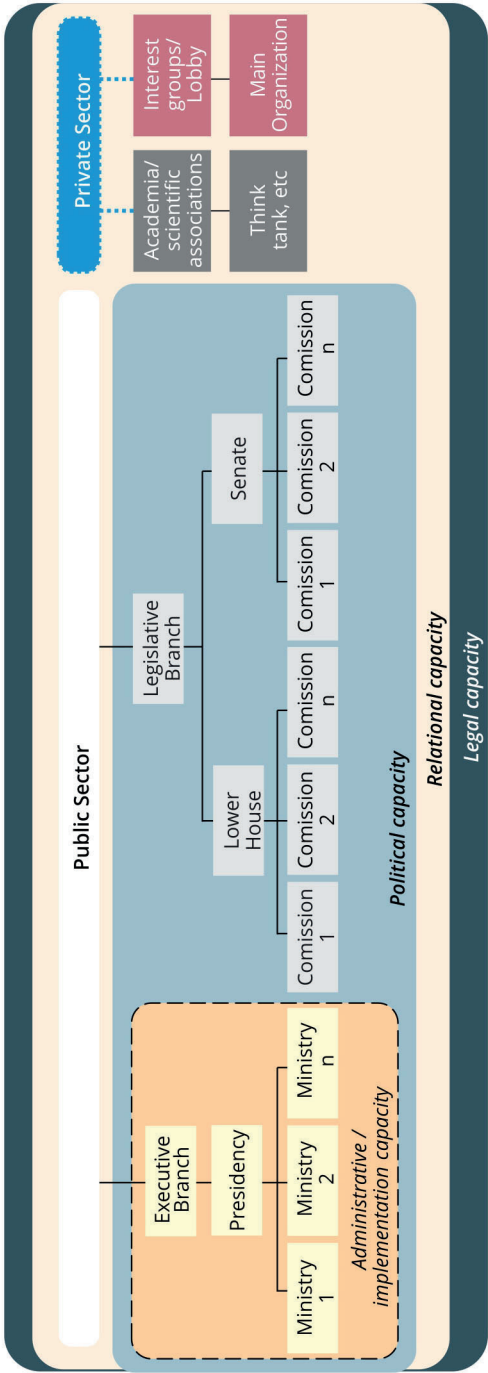 Public Sector
Private Sector
Executive
Branch
Presidency
Ministry
1
Ministry
2
Ministry
n
Administrative /
implementation capacity
Legislative
Branch
Lower
House
Senate
Comission
1
Comission
2
Comission
n
Comission
1
Comission
2
Comission
n
Political capacity
Academia/
scientific
associations
Think
tank, etc
Interest
groups/
Lobby
Main
Organization
Relational capacity
Legal capacity